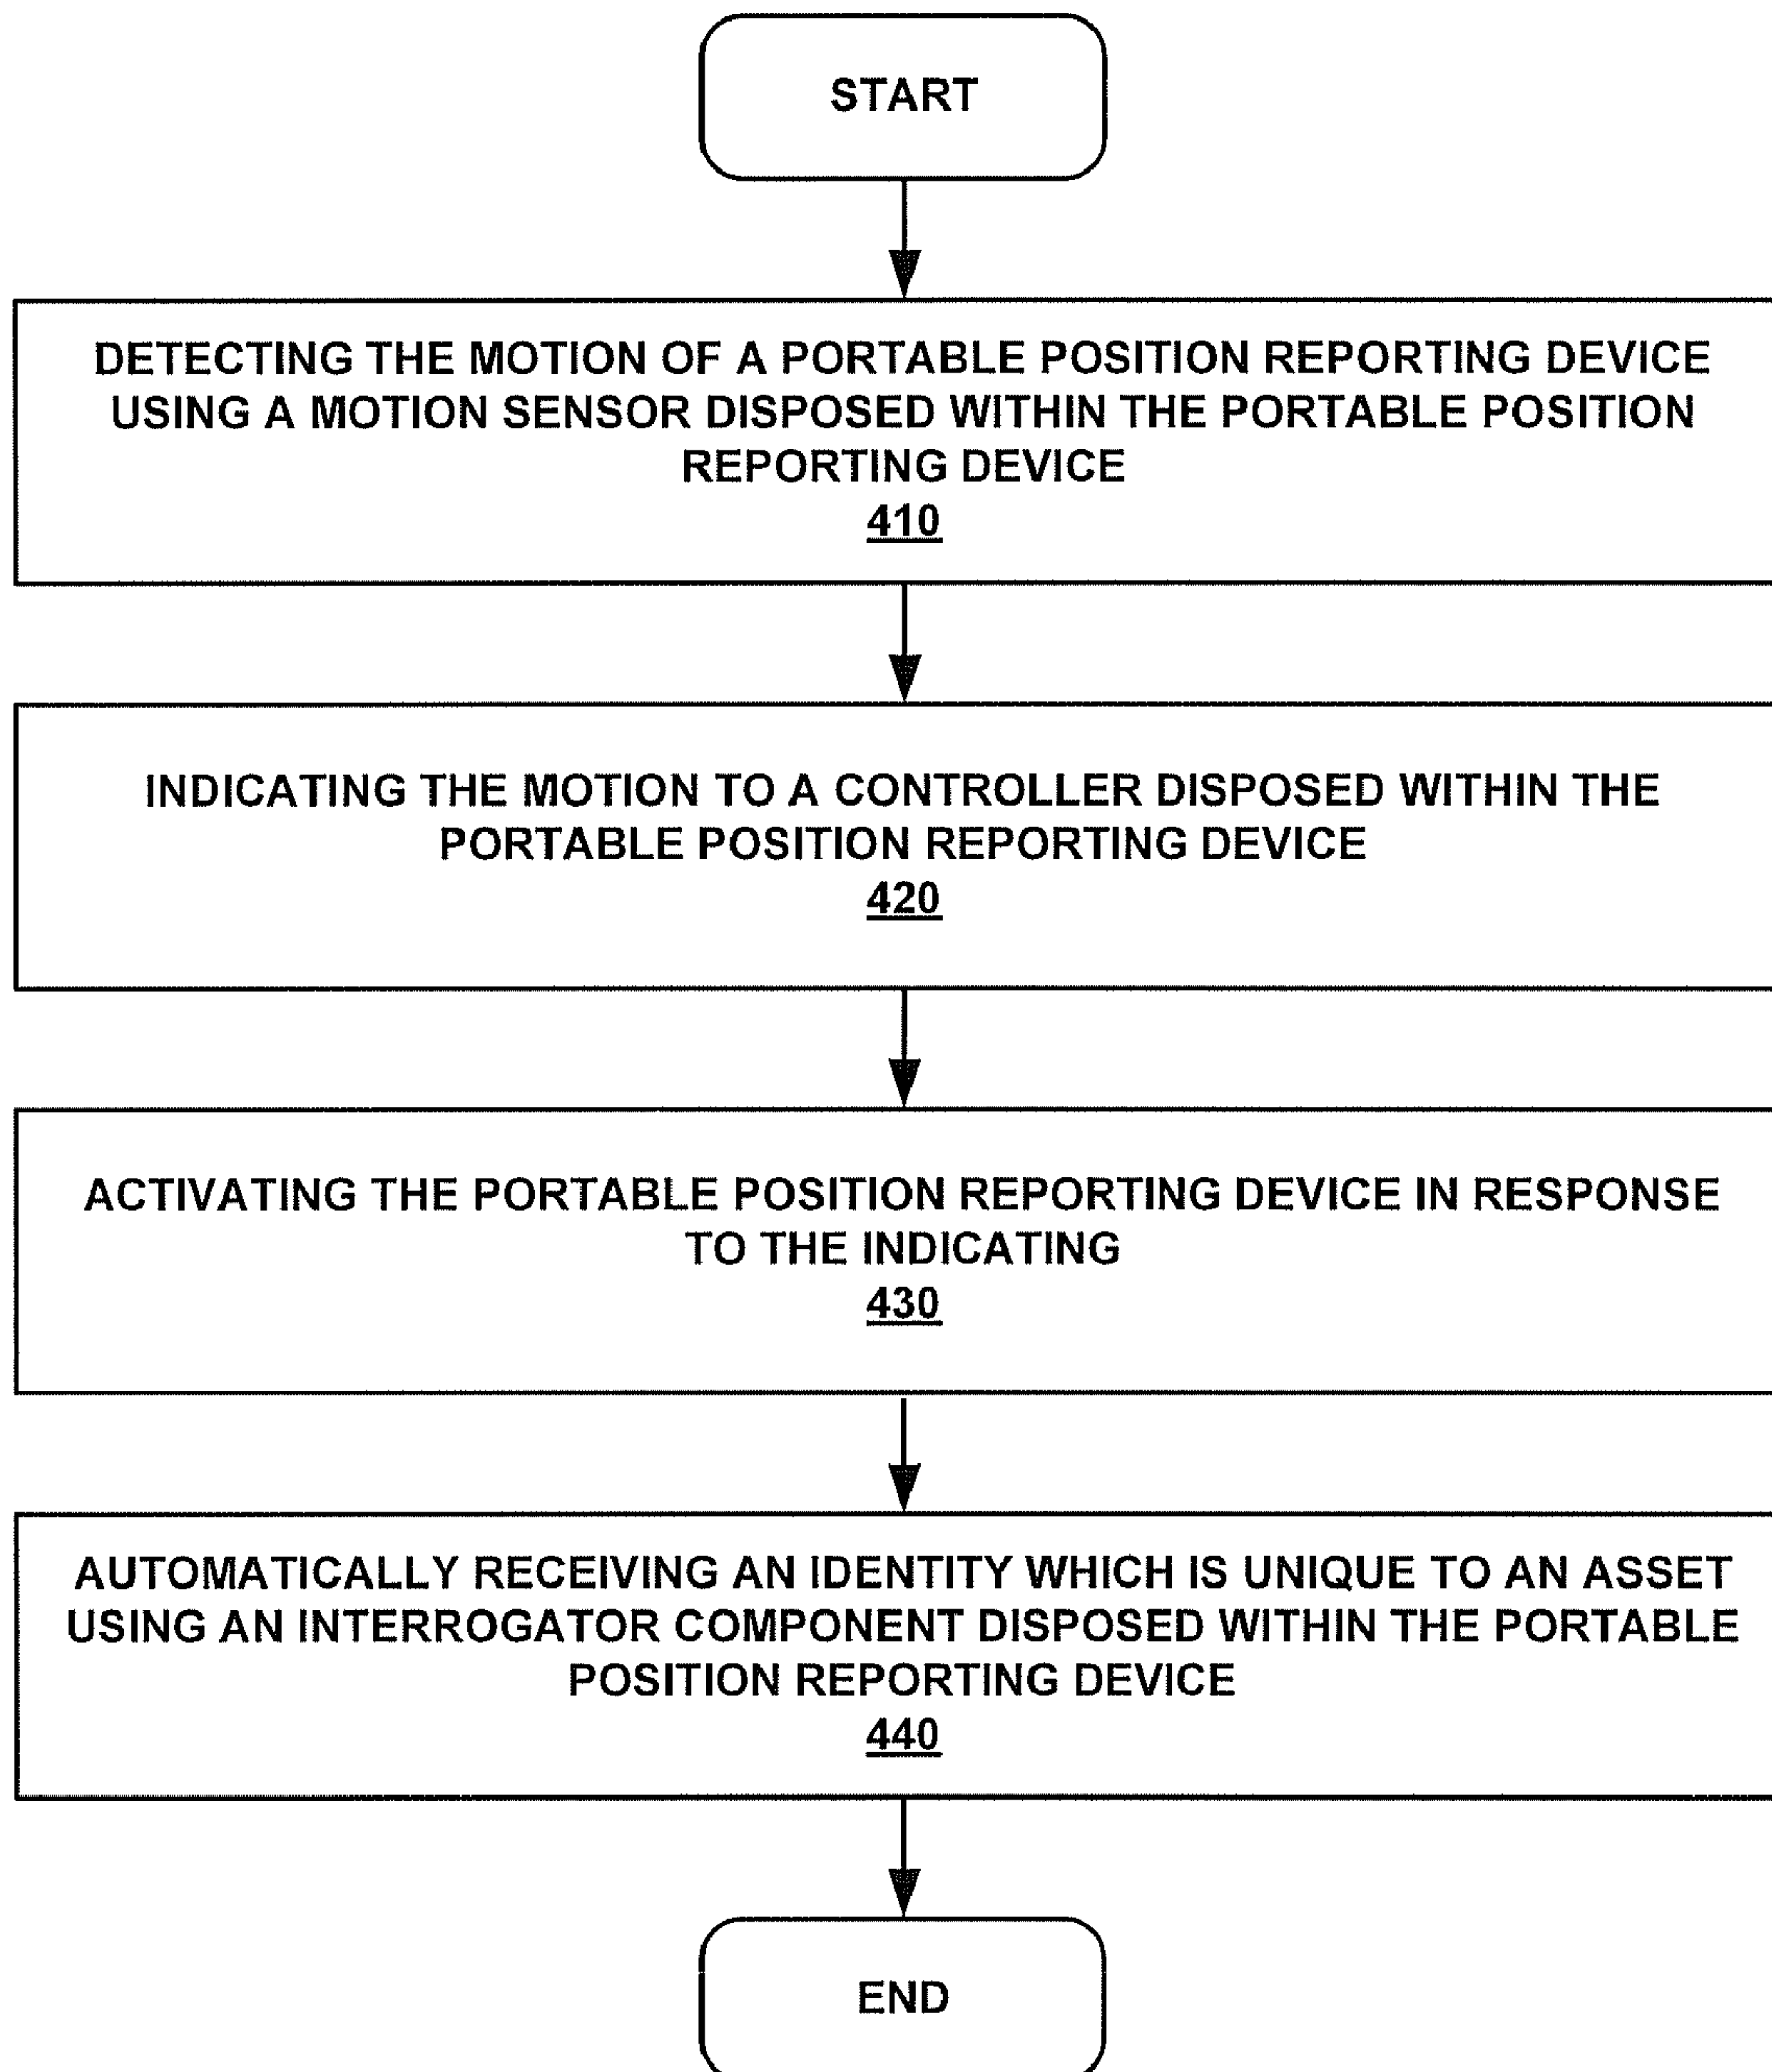 START
DETECTING THE MOTION OF A PORTABLE POSITION REPORTING DEVICE
USING A MOTION SENSOR DISPOSED WITHIN THE PORTABLE POSITION
REPORTING DEVICE
410
INDICATING THE MOTION TO A CONTROLLER DISPOSED WITHIN THE
PORTABLE POSITION REPORTING DEVICE
420
ACTIVATING THE PORTABLE POSITION REPORTING DEVICE IN RESPONSE
TO THE INDICATING
430
AUTOMATICALLY RECEIVING AN IDENTITY WHICH IS UNIQUE TO AN ASSET
USING AN INTERROGATOR COMPONENT DISPOSED WITHIN THE PORTABLE
POSITION REPORTING DEVICE
440
END